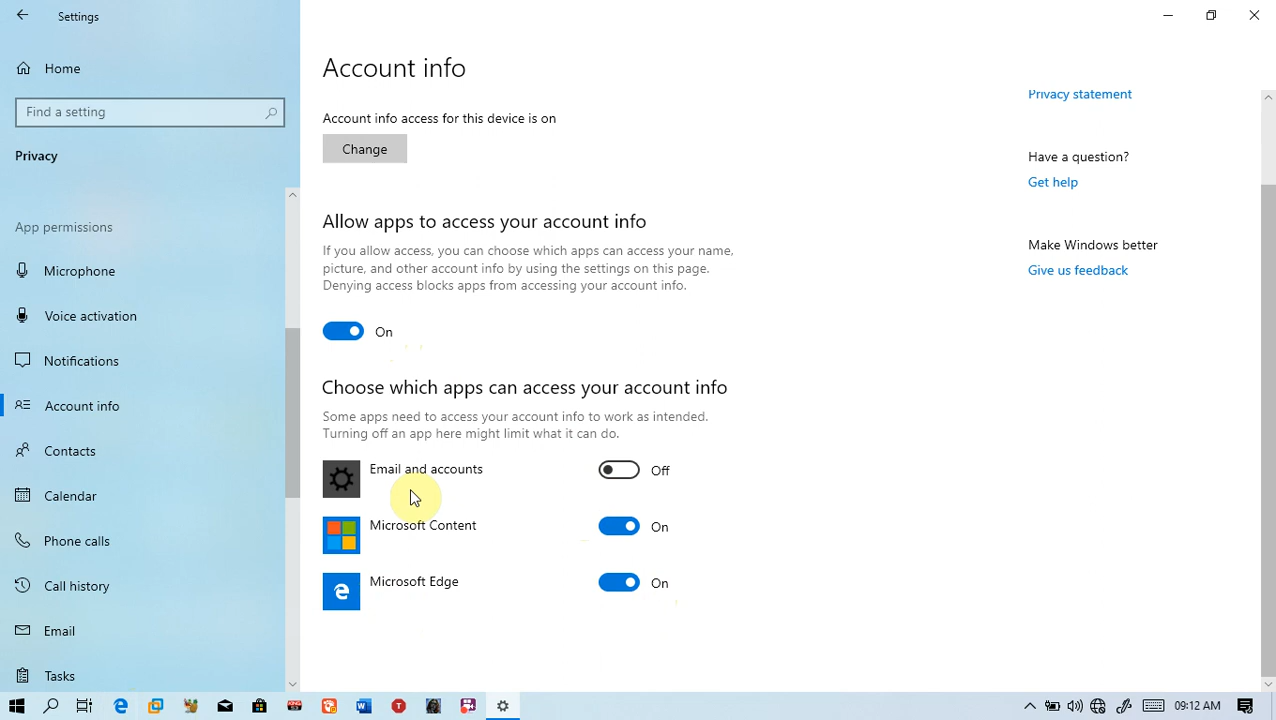 Settings
Home
Find a setting
Privacy
App permissions
Microphone
Voice activation
Notifications
Account info
Contacts
Calendar
Phone calls
Call history
Email
Tasks
Account info
Account info access for this device is on
Change
Allow apps to access your account info
If you allow access, you can choose which apps can access your name,
picture, and other account info by using the settings on this page.
Denying access blocks apps from accessing your account info.
On
Choose which apps can access your account info
Some apps need to access your account info to work as intended.
Turning off an app here might limit what it can do.
Email and accounts
Off
Microsoft Content
On
Microsoft Edge
On
Privacy statement
Have a question?
Get help
Make Windows better
Give us feedback
09:12 AM